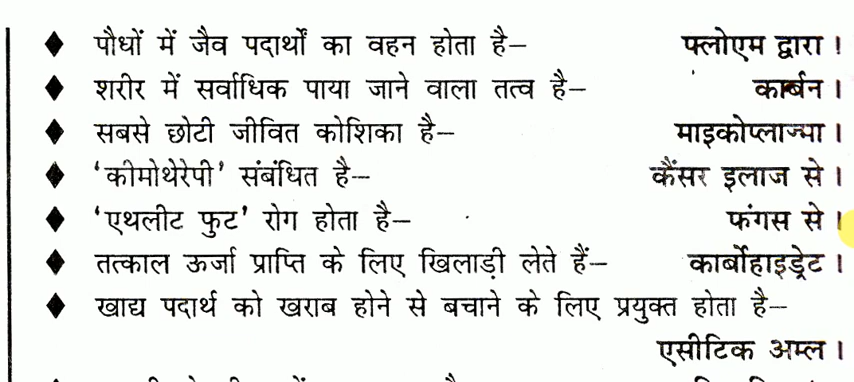 ♦ पौधों में जैव पदार्थों का वहन होता है– फ्लोएम द्वारा।
♦ शरीर में सर्वाधिक पाया जाने वाला तत्व है– कार्बन।
♦ सबसे छोटी जीवित कोशिका है– माइकोप्लाज्मा।
♦ 'कीमोथेरेपी' संबंधित है– कैंसर इलाज से।
♦ 'एथलीट फुट' रोग होता है– फंगस से।
♦ तत्काल ऊर्जा प्राप्ति के लिए खिलाड़ी लेते हैं– कार्बोहाइड्रेट।
♦ खाद्य पदार्थ को खराब होने से बचाने के लिए प्रयुक्त होता है–
एसीटिक अम्ल।